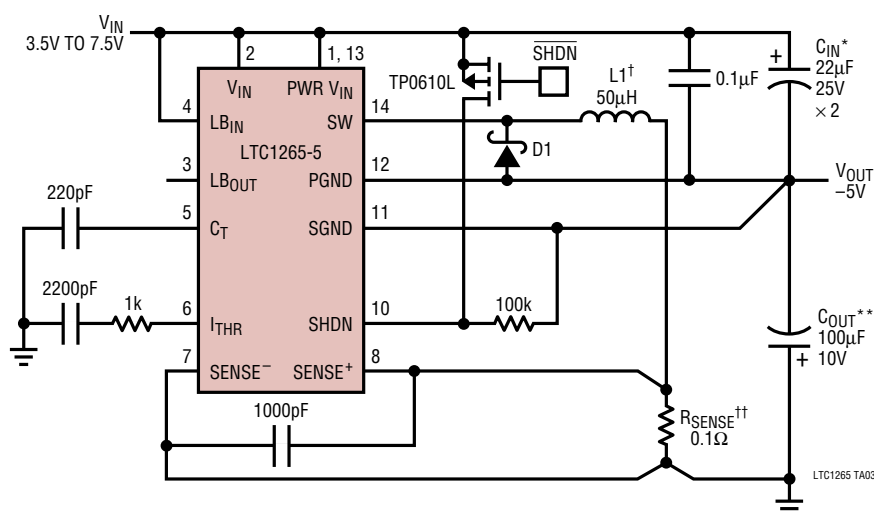 VIN
3.5V TO 7.5V
2
1, 13
VIN
PWR VIN
4
LBIN
LTC1265-5
SW
14
3
LBOUT
PGND
12
5
CT
SGND
11
6
ITHR
SHDN
10
7
SENSE−
SENSE+
8
220pF
2200pF
1k
1000pF
TP0610L
SHDN
L1†
50µH
D1
0.1µF
CIN*
+
22µF
25V
×2
VOUT
–5V
100k
COUT**
100µF
+
10V
RSENSE††
0.1Ω
LTC1265 TA03